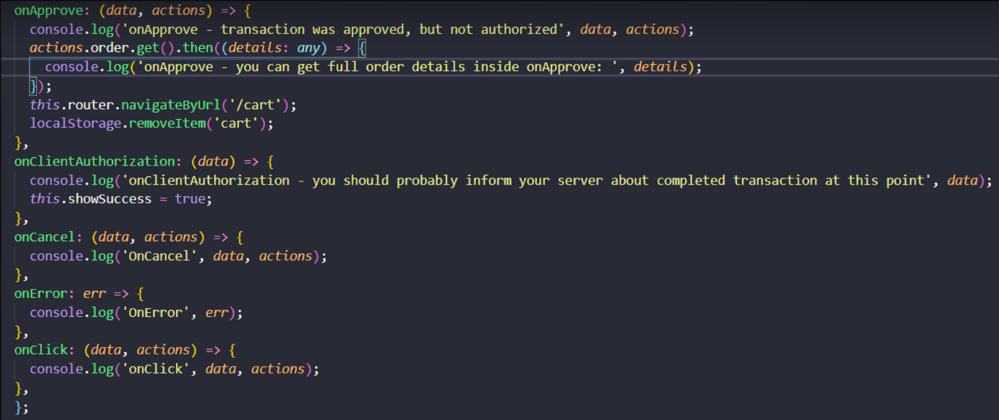 onApprove: (data, actions) => {
  console.log('onApprove - transaction was approved, but not authorized', data, actions);
  actions.order.get().then((details: any) => {
    console.log('onApprove - you can get full order details inside onApprove: ', details);
  });
  this.router.navigateByUrl('/cart');
  localStorage.removeItem('cart');
},
onClientAuthorization: (data) => {
  console.log('onClientAuthorization - you should probably inform your server about completed transaction at this point', data);
  this.showSuccess = true;
},
onCancel: (data, actions) => {
  console.log('OnCancel', data, actions);
},
onError: err => {
  console.log('OnError', err);
},
onClick: (data, actions) => {
  console.log('onClick', data, actions);
},
};